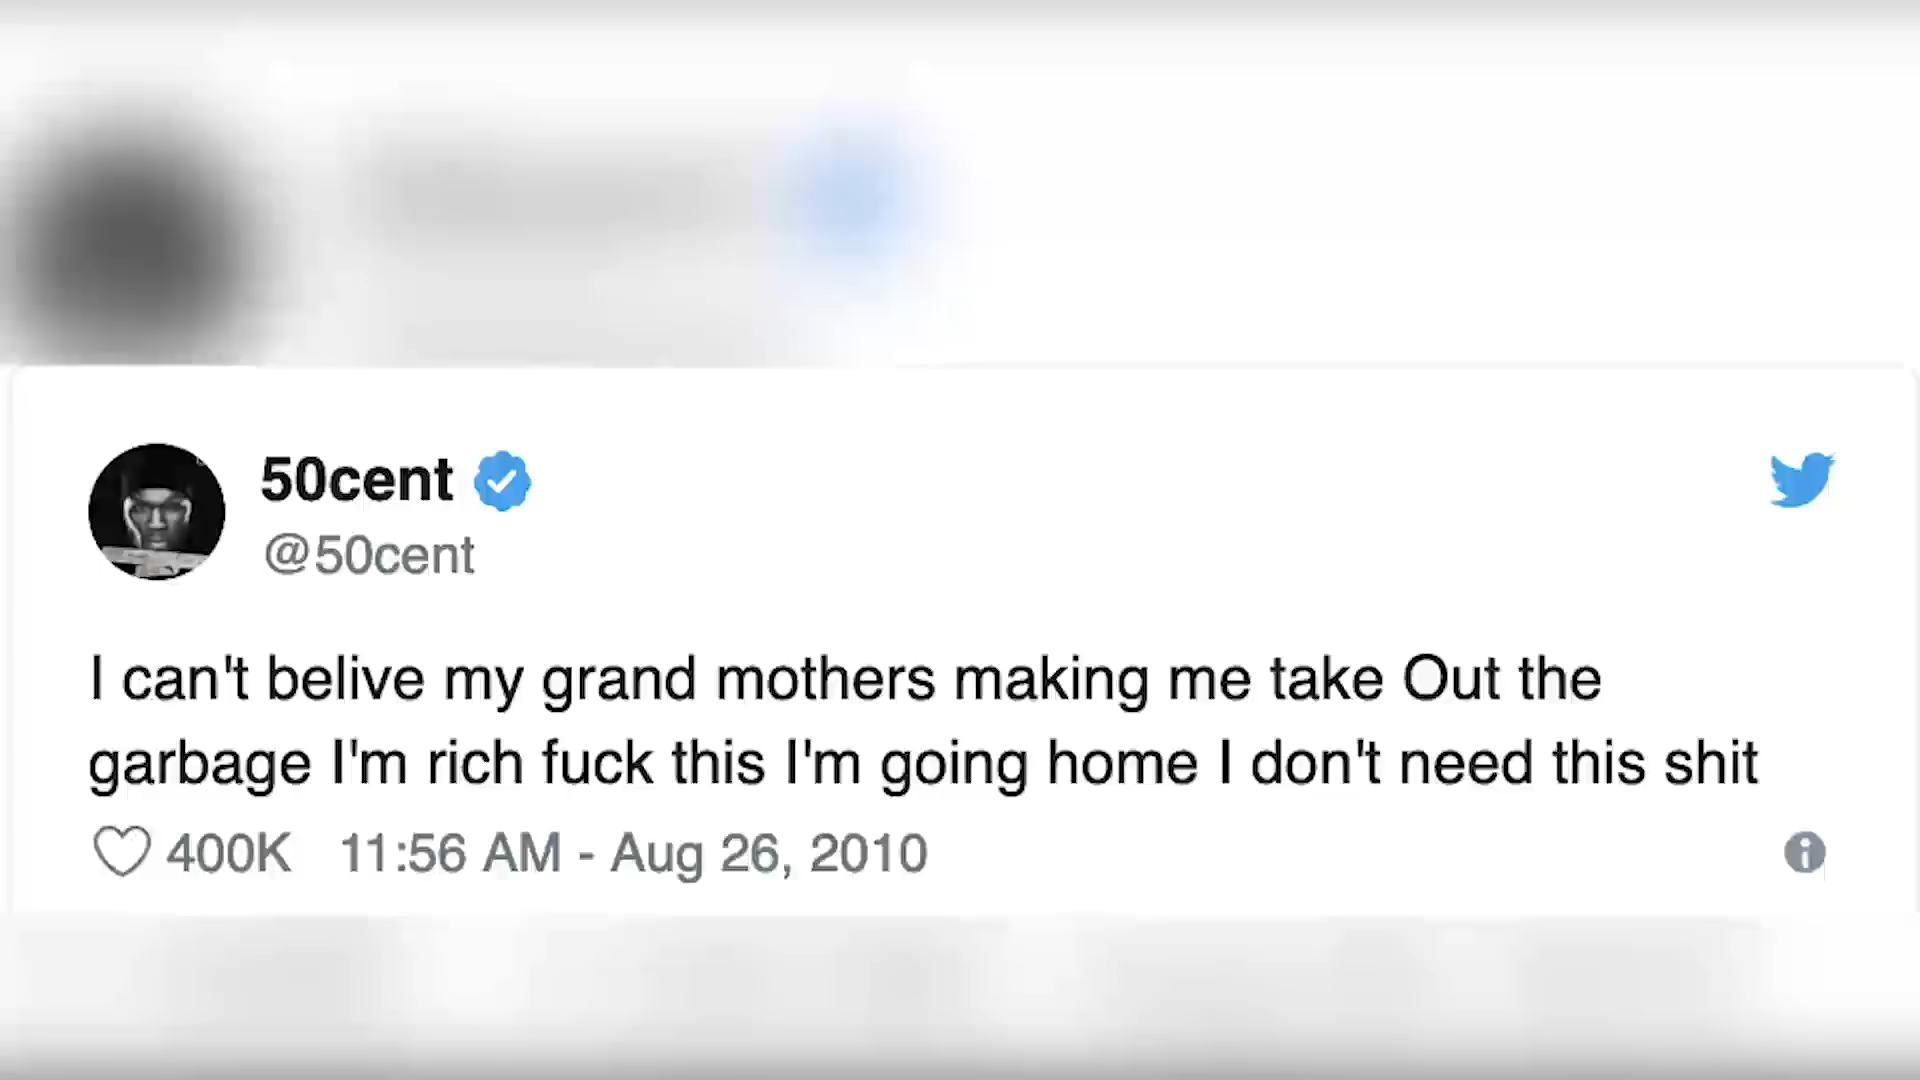 50cent
@50cent
I can't belive my grand mothers making me take Out the
garbage I'm rich fuck this I'm going home I don't need this shit
400K 11:56 AM - Aug 26, 2010